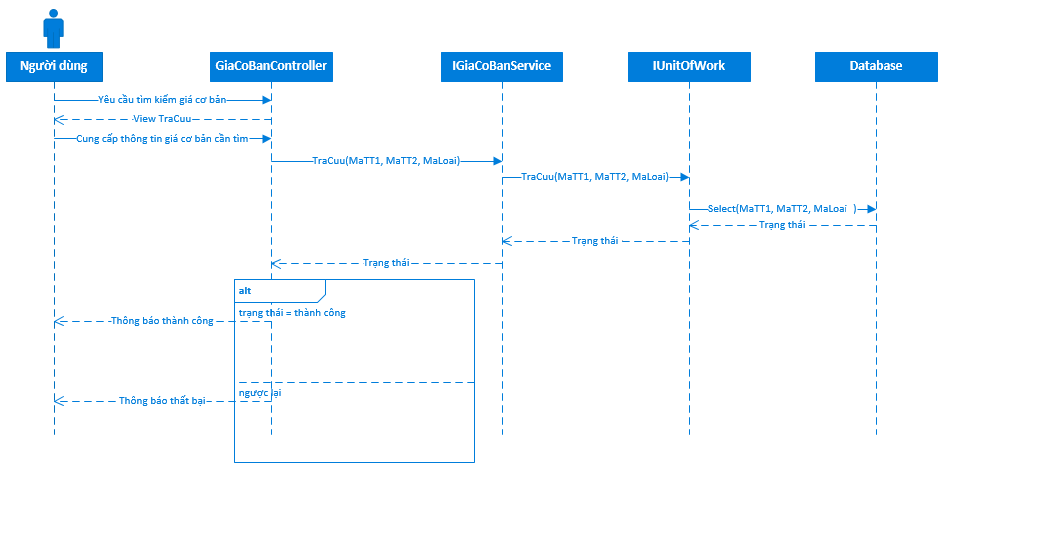 Người dùng
GiaCoBanController
IGiaCoBanService
IUnitOfWork
Database
Yêu cầu tìm kiếm giá cơ bản
View TraCuu
Cung cấp thông tin giá cơ bản cần tìm
TraCuu(MaTT1, MaTT2, MaLoai)
TraCuu(MaTT1, MaTT2, MaLoai)
Select(MaTT1, MaTT2, MaLoai )
Trạng thái
Trạng thái
Trạng thái
alt
trạng thái = thành công
Thông báo thành công
ngược lại
Thông báo thất bại